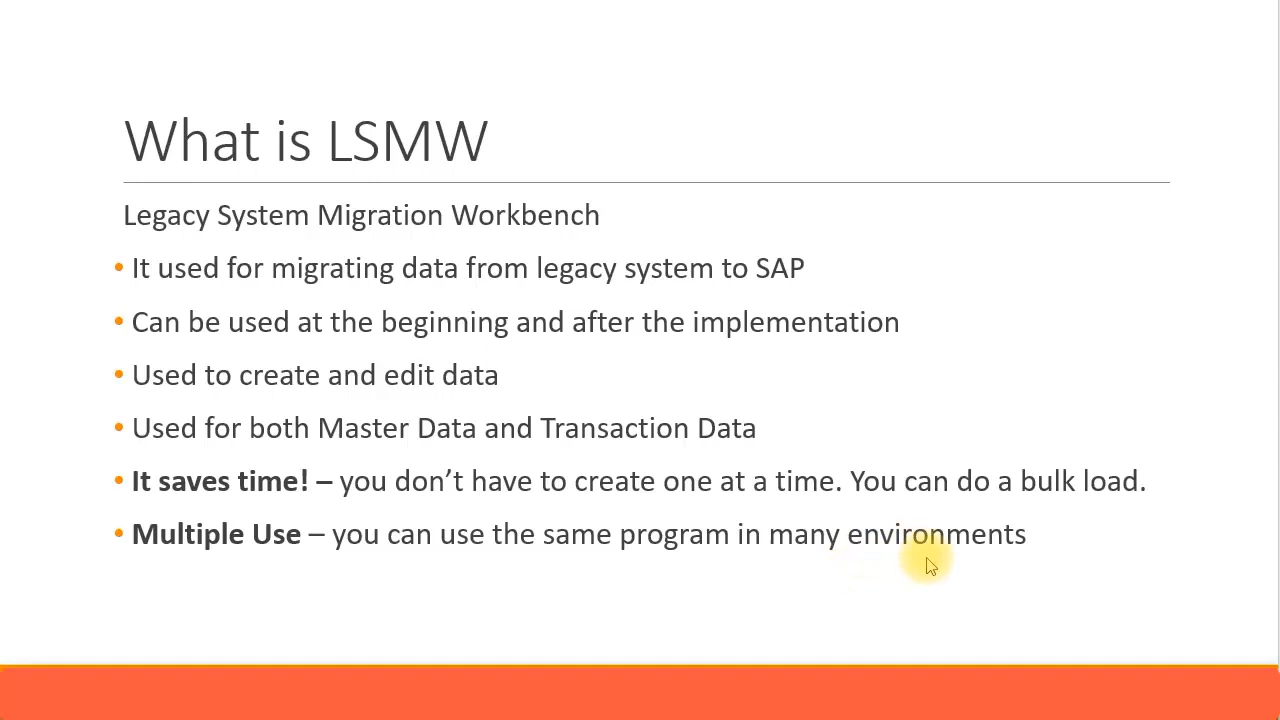 What is LSMW
Legacy System Migration Workbench
• It used for migrating data from legacy system to SAP
• Can be used at the beginning and after the implementation
• Used to create and edit data
• Used for both Master Data and Transaction Data
• It saves time! – you don’t have to create one at a time. You can do a bulk load.
• Multiple Use – you can use the same program in many environments